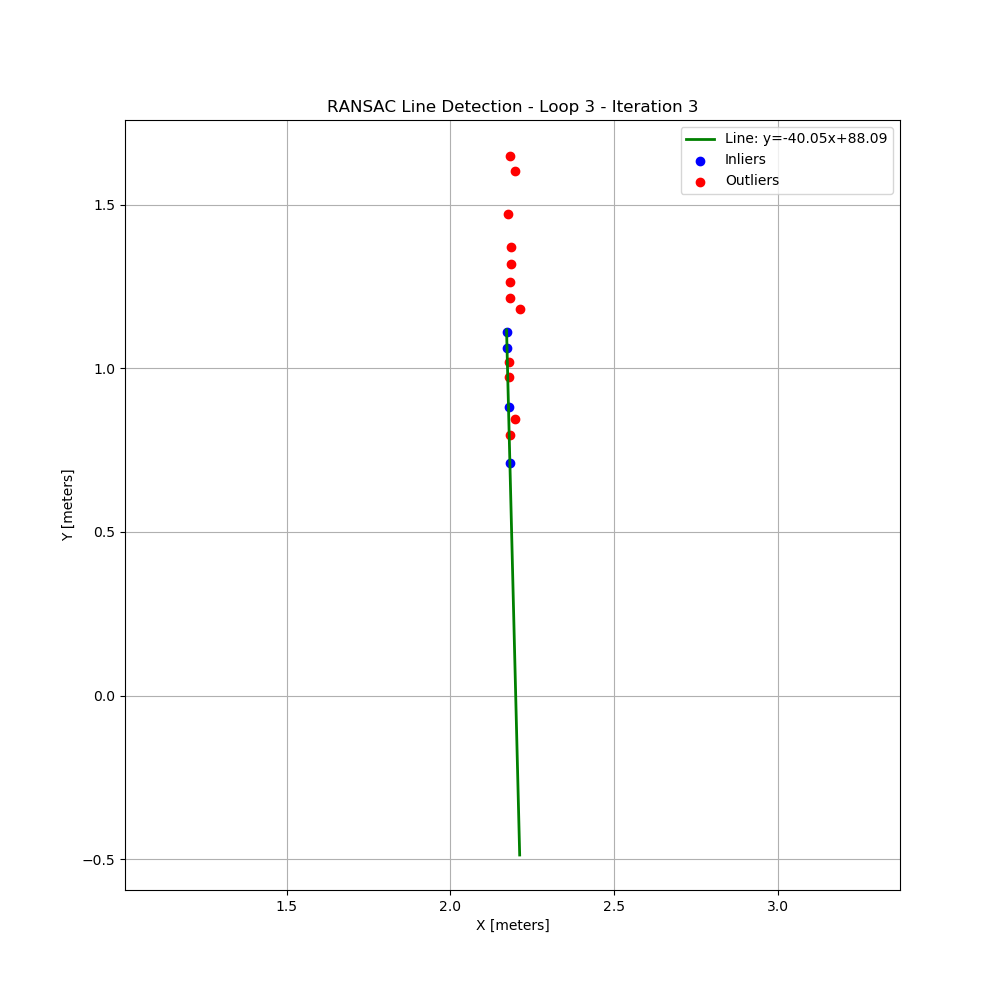 RANSAC Line Detection - Loop 3 - Iteration 3
Line: y=-40.05x+88.09
Inliers
Outliers
1.5
1.0
0.5
0.0
−0.5
Y [meters]
1.5
2.0
2.5
3.0
X [meters]